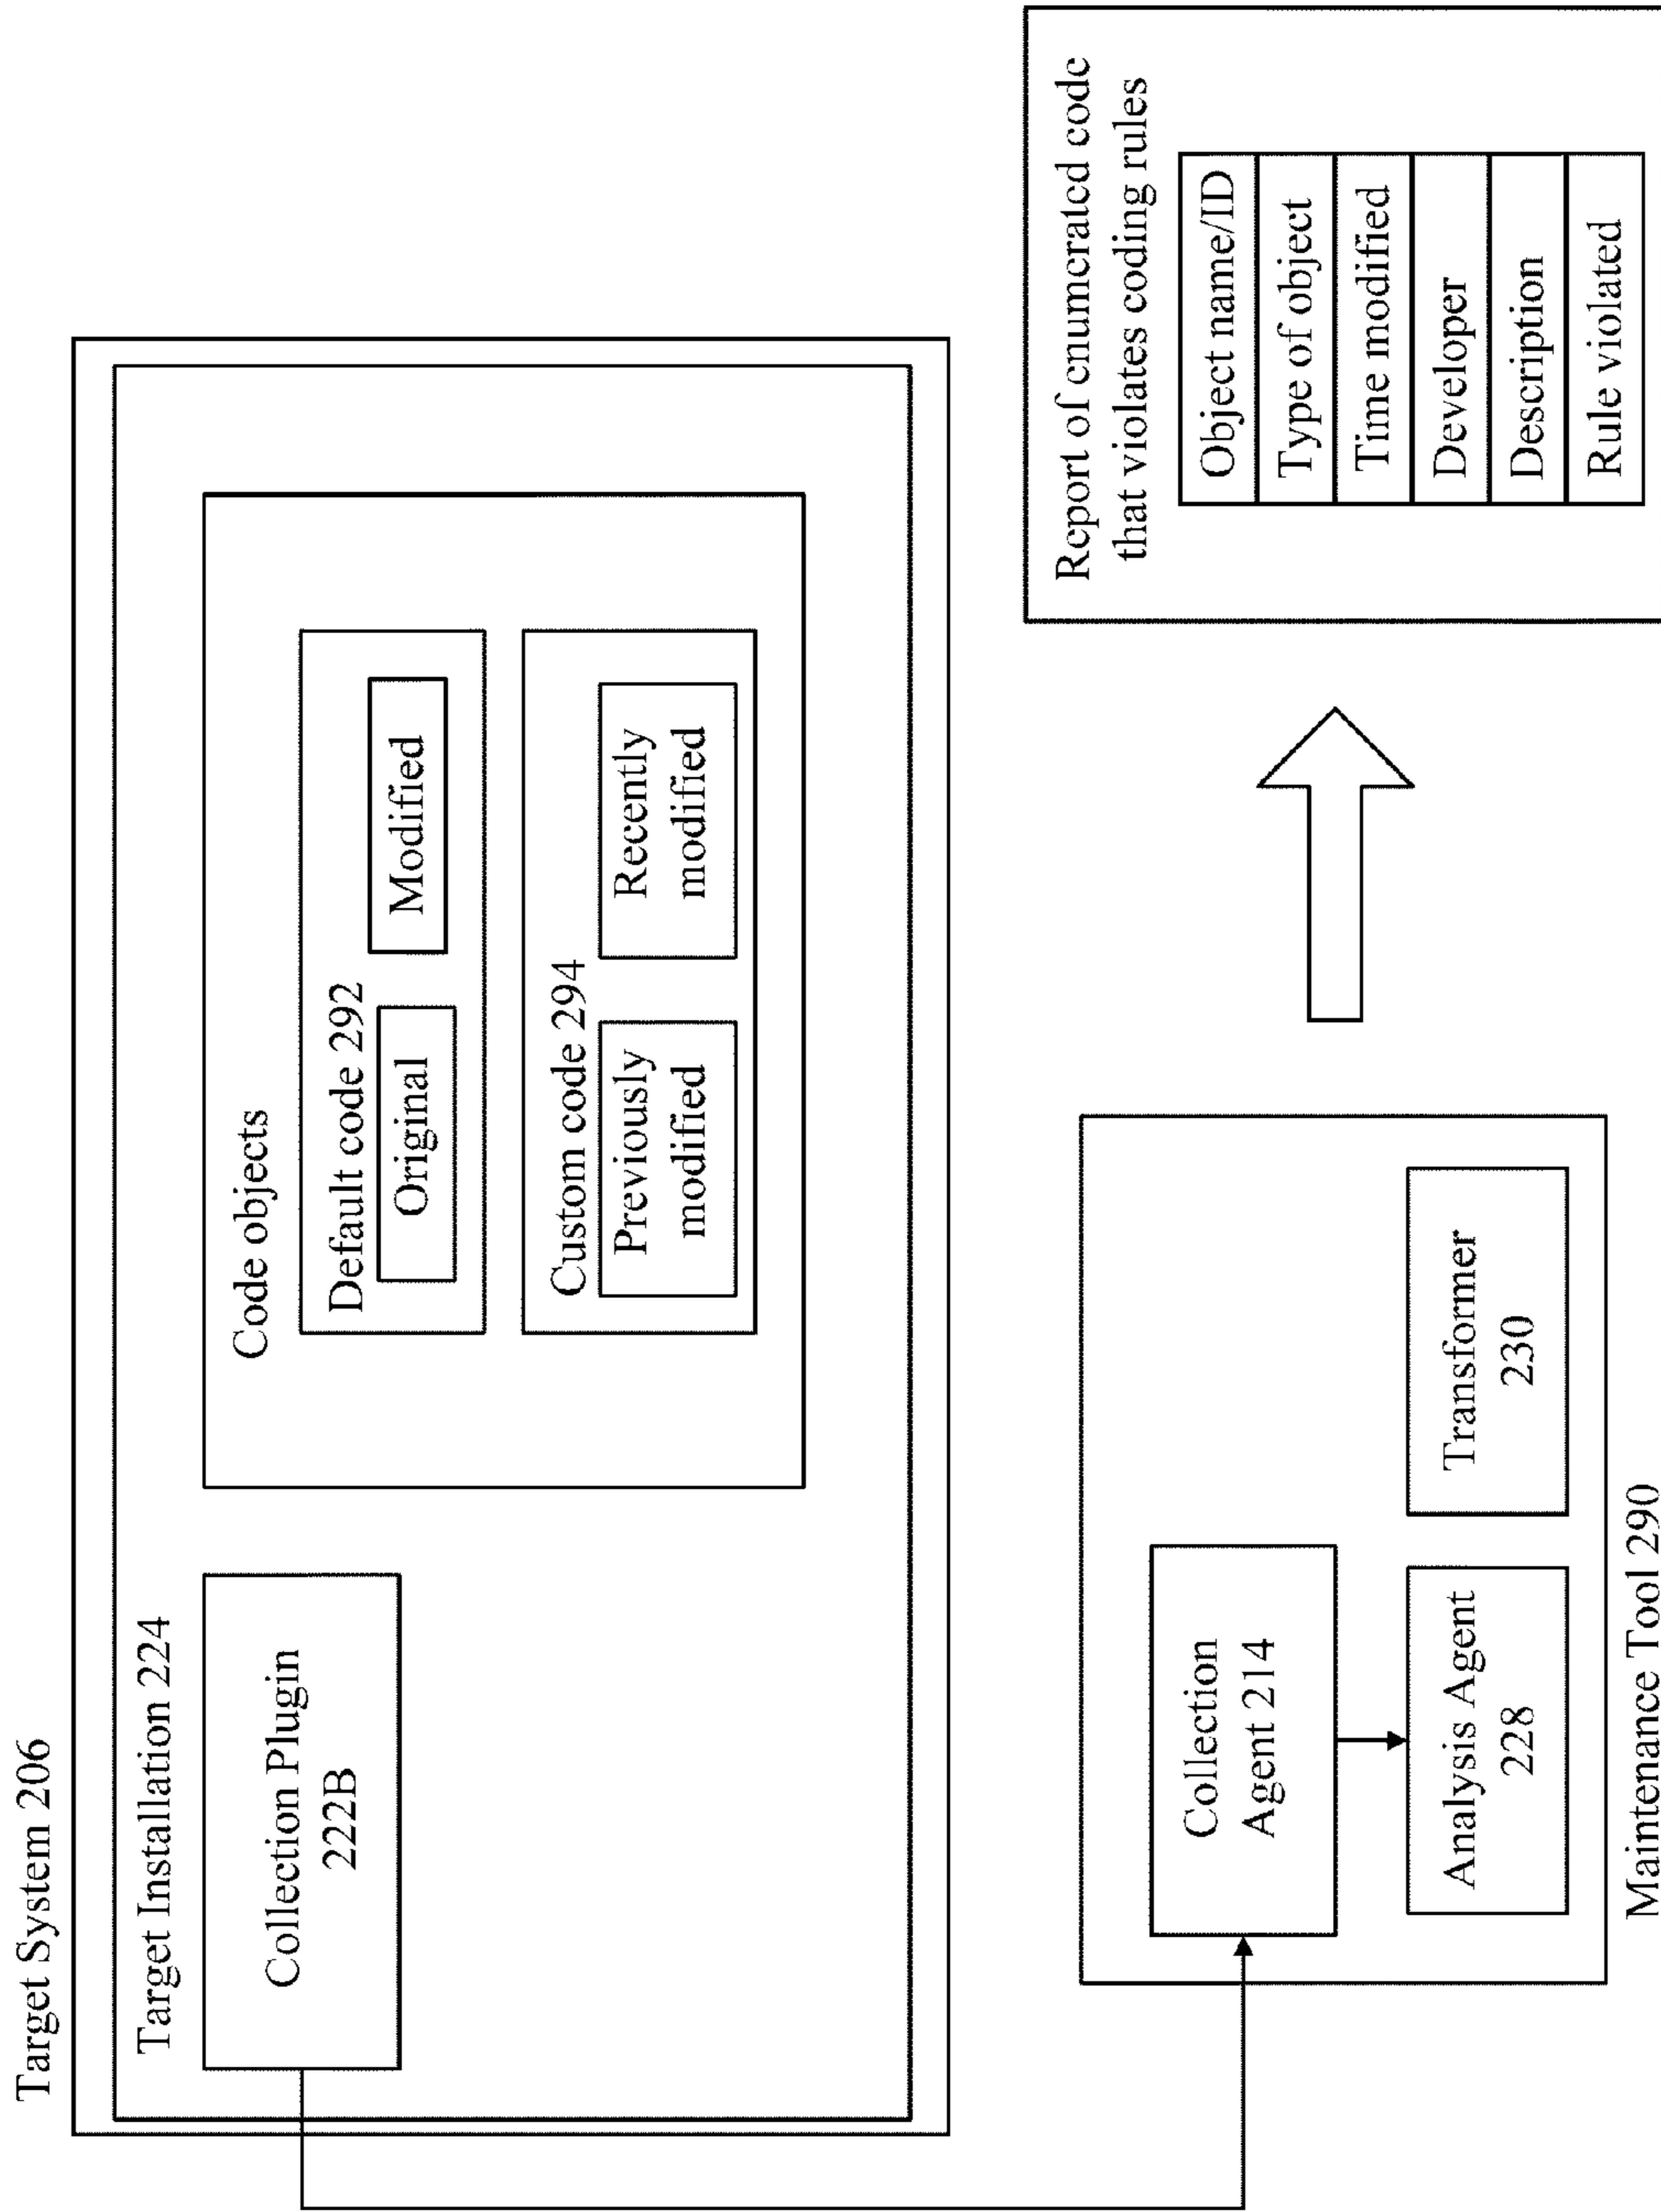 Target System 206
Target Installation 224
Collection Plugin
222B
Code objects
Default code 292
Original
Modified
Custom code 294
Previously
modified
Recently
modified
Collection
Agent 214
Analysis Agent
228
Transformer
230
Maintenance Tool 290
Report of enumerated code
that violates coding rules
Object name/ID
Type of object
Time modified
Developer
Description
Rule violated